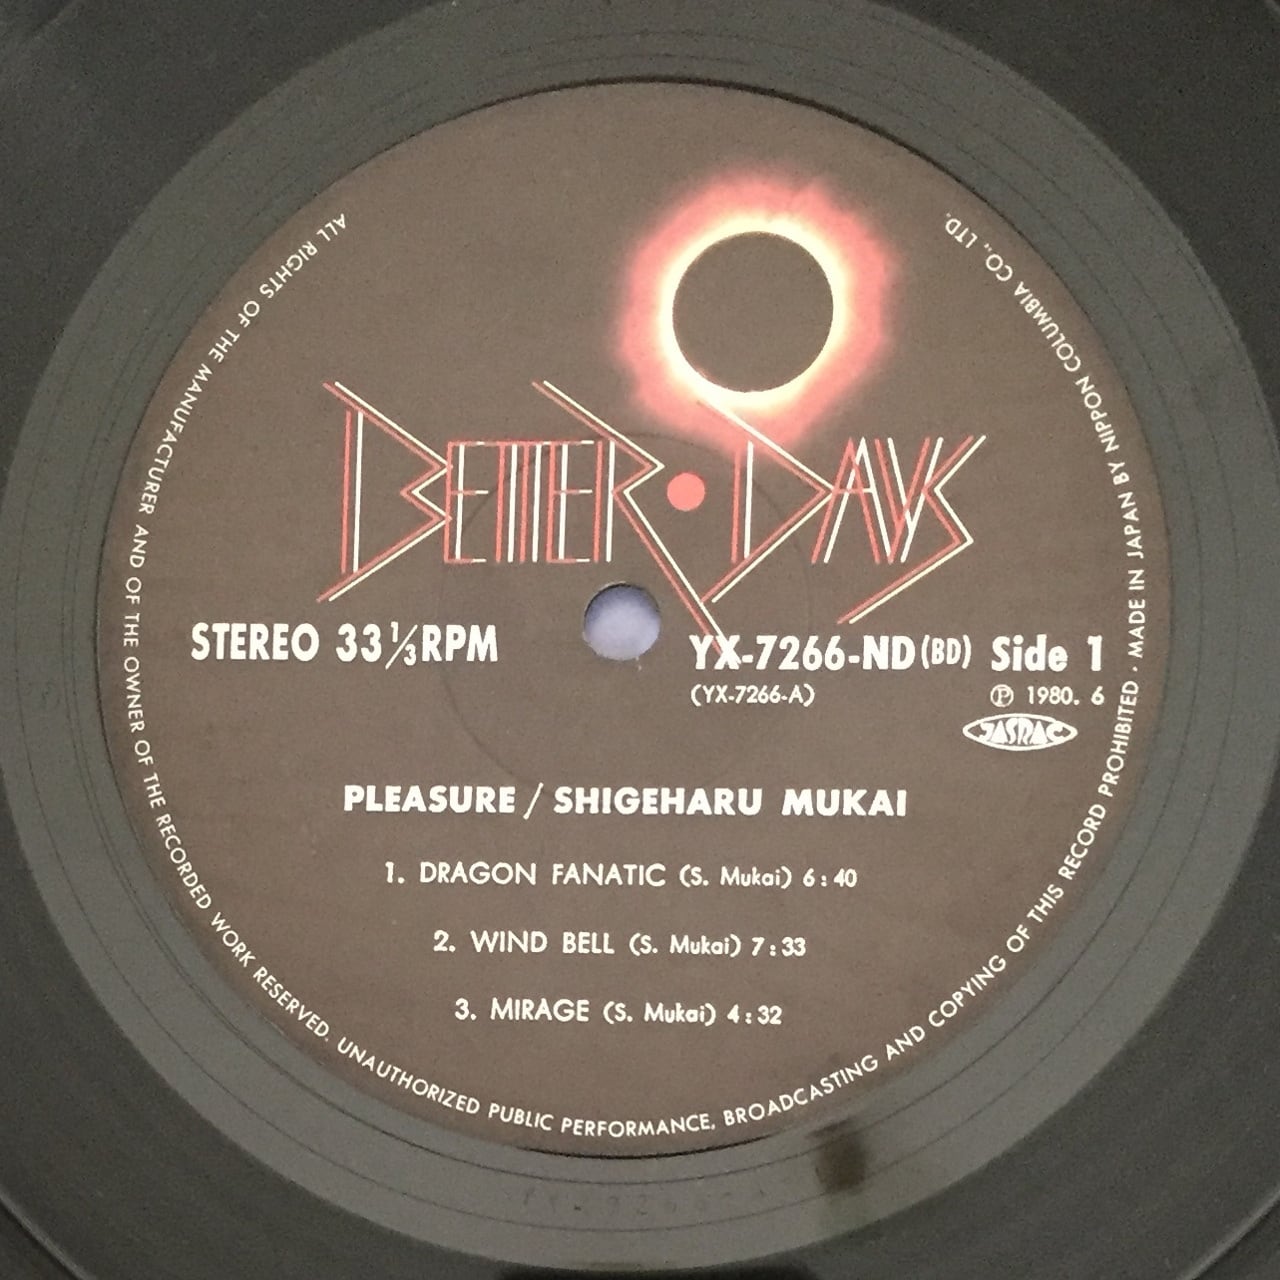 BETTER • DAYS
STEREO 33⅓RPM
YX-7266-ND(BD) Side 1
(YX-7266-A)
Ⓟ 1980. 6
JASRAC
PLEASURE / SHIGEHARU MUKAI
1. DRAGON FANATIC (S. Mukai) 6:40
2. WIND BELL (S. Mukai) 7:33
3. MIRAGE (S. Mukai) 4:32
ALL RIGHTS OF THE MANUFACTURER AND OF THE OWNER OF THE RECORDED WORK RESERVED. UNAUTHORIZED PUBLIC PERFORMANCE, BROADCASTING AND COPYING OF THIS RECORD PROHIBITED · MADE IN JAPAN BY NIPPON COLUMBIA CO., LTD.